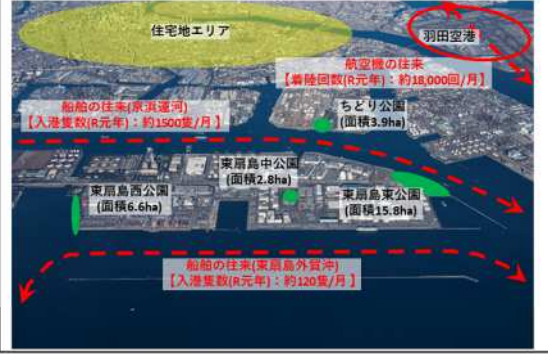 住宅地エリア
羽田空港
航空機の往来
【着陸回数(R元年)：約18,000回/月】
ちどり公園
(面積3.9ha)
船舶の往来(京浜運河)
【入港隻数(R元年)：約1500隻/月】
東扇島中公園
(面積2.8ha)
東扇島西公園
(面積6.6ha)
東扇島東公園
(面積15.8ha)
船舶の往来(東扇島外貿沖)
【入港隻数(R元年)：約120隻/月】